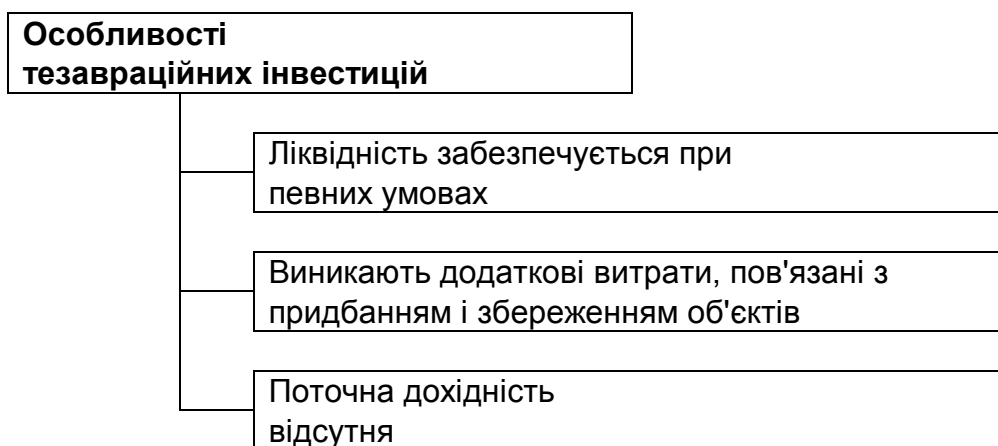 Особливості
тезавраційних інвестицій
Ліквідність забезпечується при
певних умовах
Виникають додаткові витрати, пов'язані з
придбанням і збереженням об'єктів
Поточна дохідність
відсутня